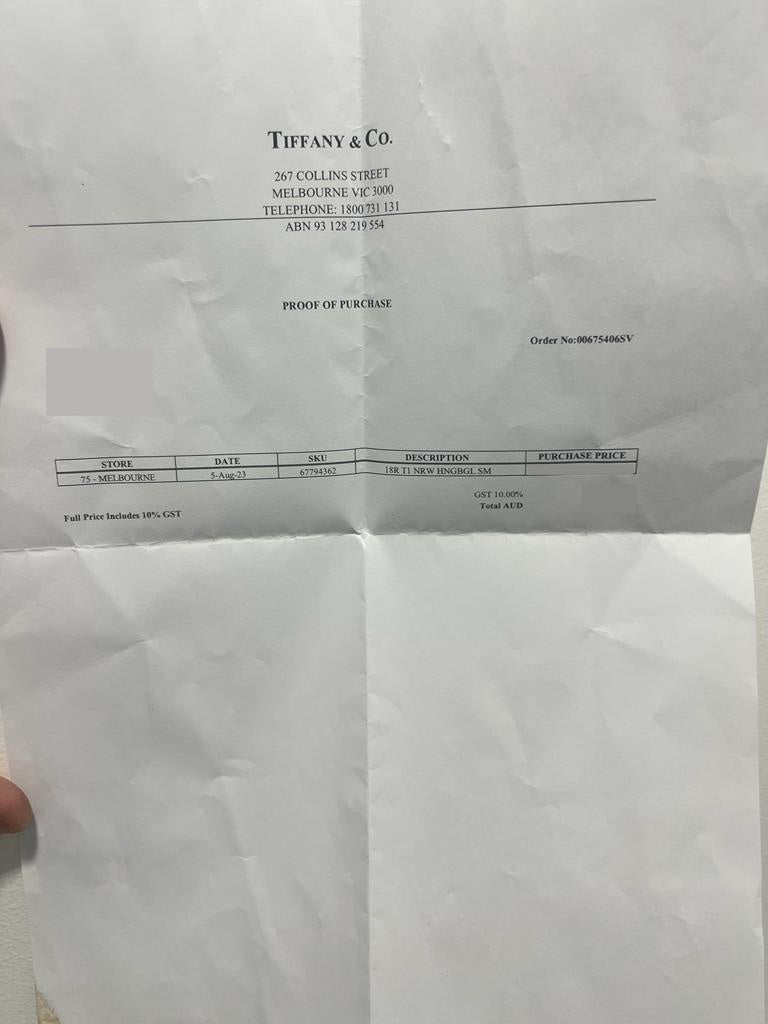 TIFFANY & CO.
267 COLLINS STREET
MELBOURNE VIC 3000
TELEPHONE: 1800 731 131
ABN 93 128 219 554
PROOF OF PURCHASE
Order No:00675406SV
STORE DATE SKU DESCRIPTION PURCHASE PRICE
75 - MELBOURNE 5-Aug-23 67794362 18R T1 NRW HNGBGL SM
GST 10.00%
Full Price Includes 10% GST
Total AUD